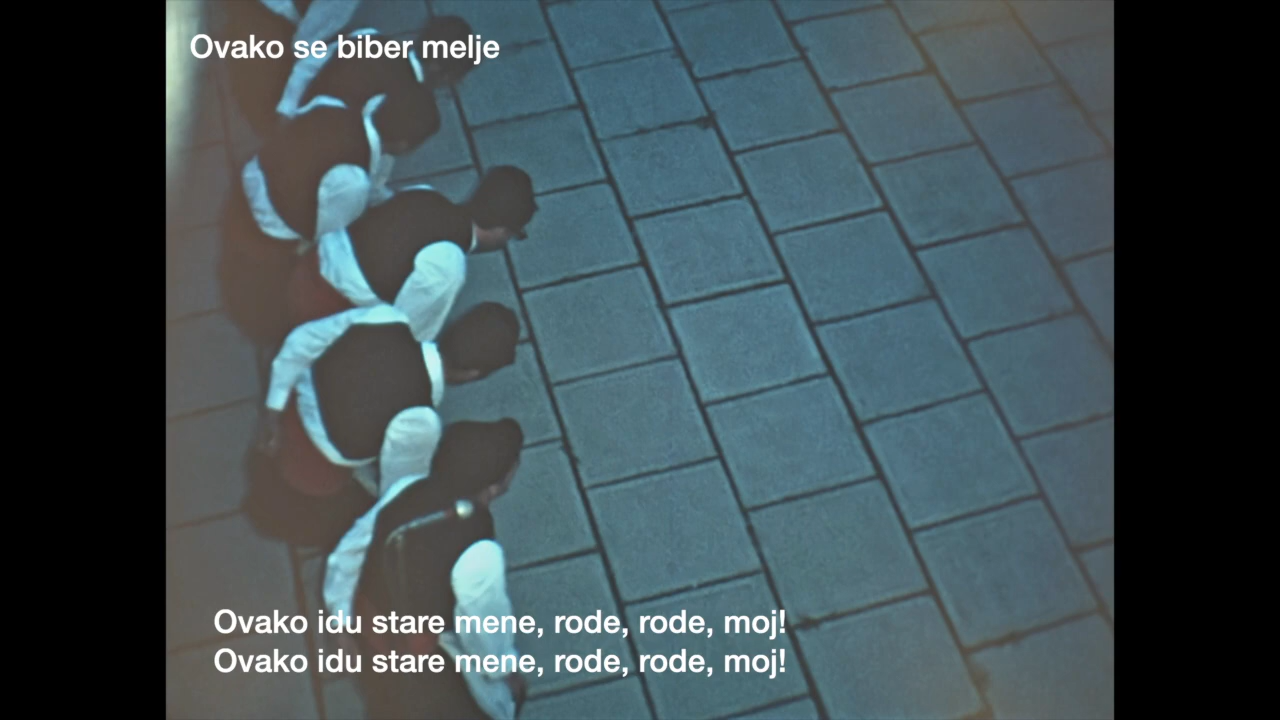 Ovako se biber melje
Ovako idu stare mene, rode, rode, moj!
Ovako idu stare mene, rode, rode, moj!